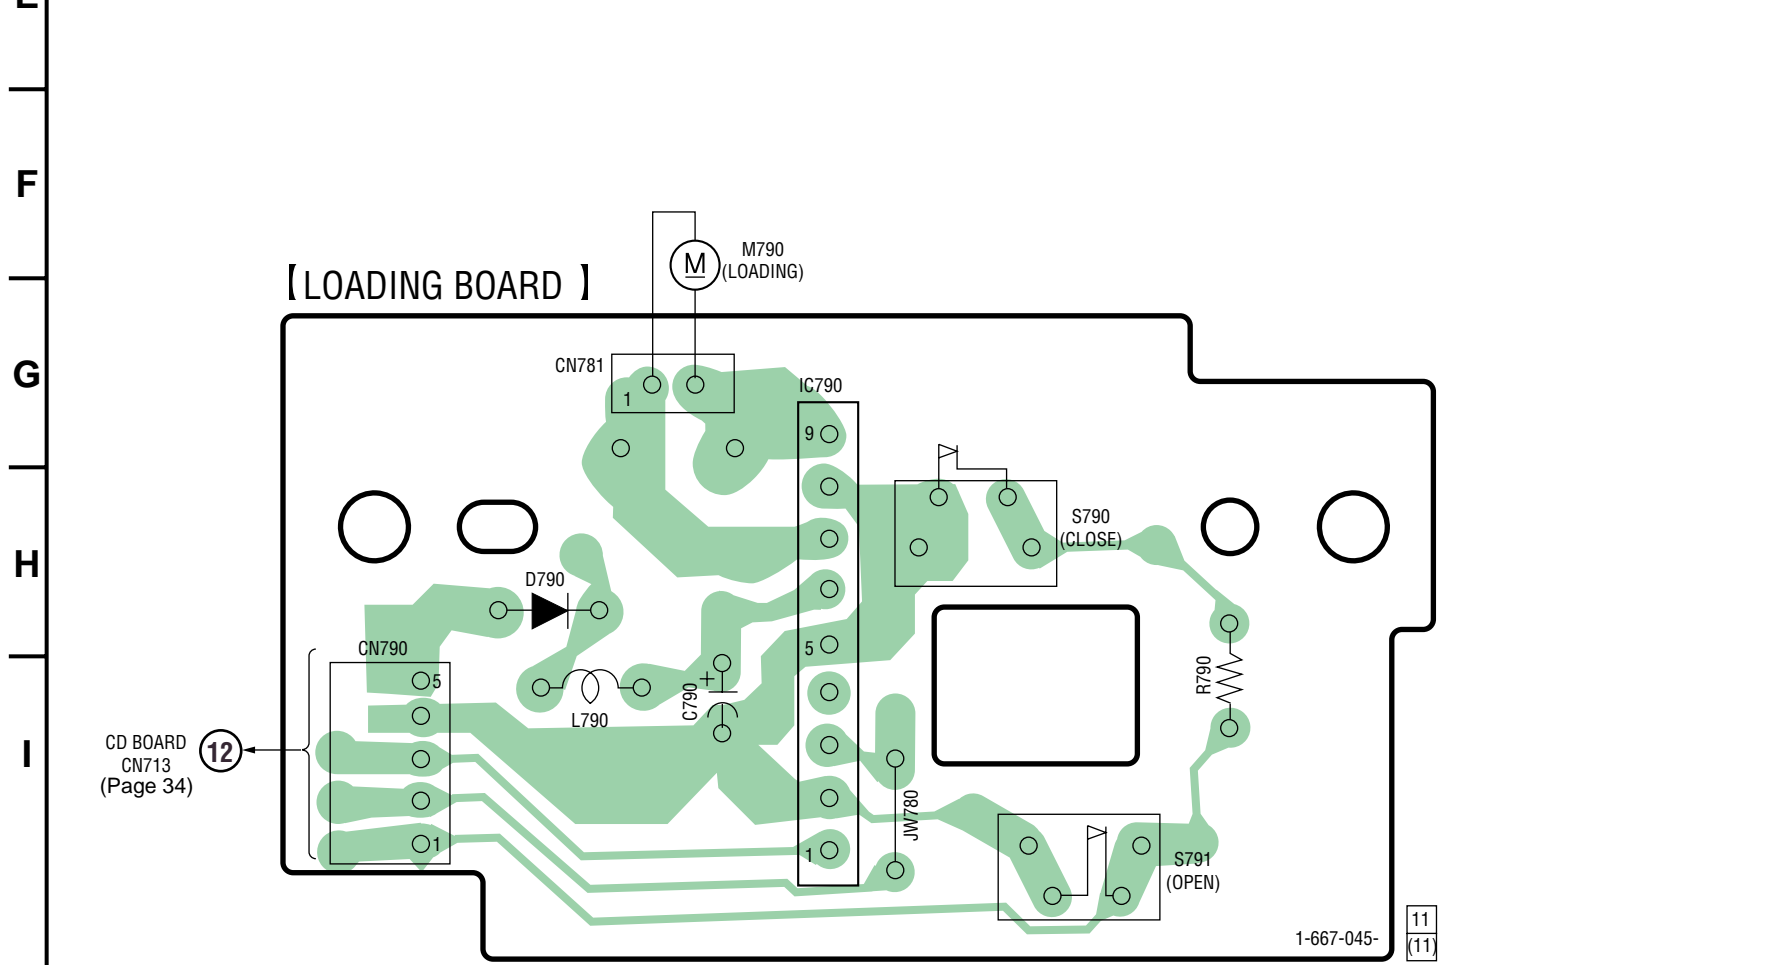 E
F
M790
(LOADING)
M
【LOADING BOARD 】
G
CN781
1
IC790
9
S790
(CLOSE)
H
D790
CN790
5
5
R790
C790
+
L790
I
CD BOARD
CN713
(Page 34)
12
JW780
1
1
S791
(OPEN)
11
(11)
1-667-045-